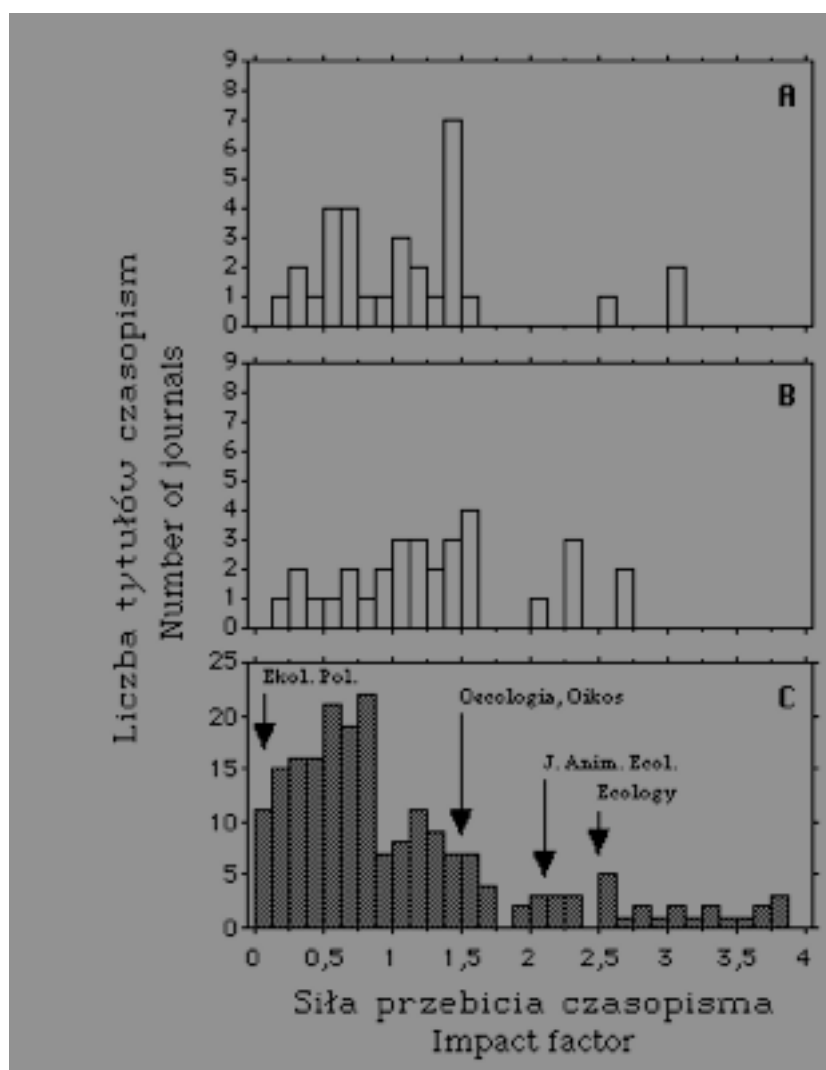 Liczba tytułów czasopism
Number of journals
9
8
7
6
5
4
3
2
1
0
A
9
8
7
6
5
4
3
2
1
0
B
25
20
15
10
5
0
C
Ekol. Pol.
Oecologia, Oikos
J. Anim. Ecol.
Ecology
0 0,5 1 1,5 2 2,5 3 3,5 4
Siła przebicia czasopisma
Impact factor